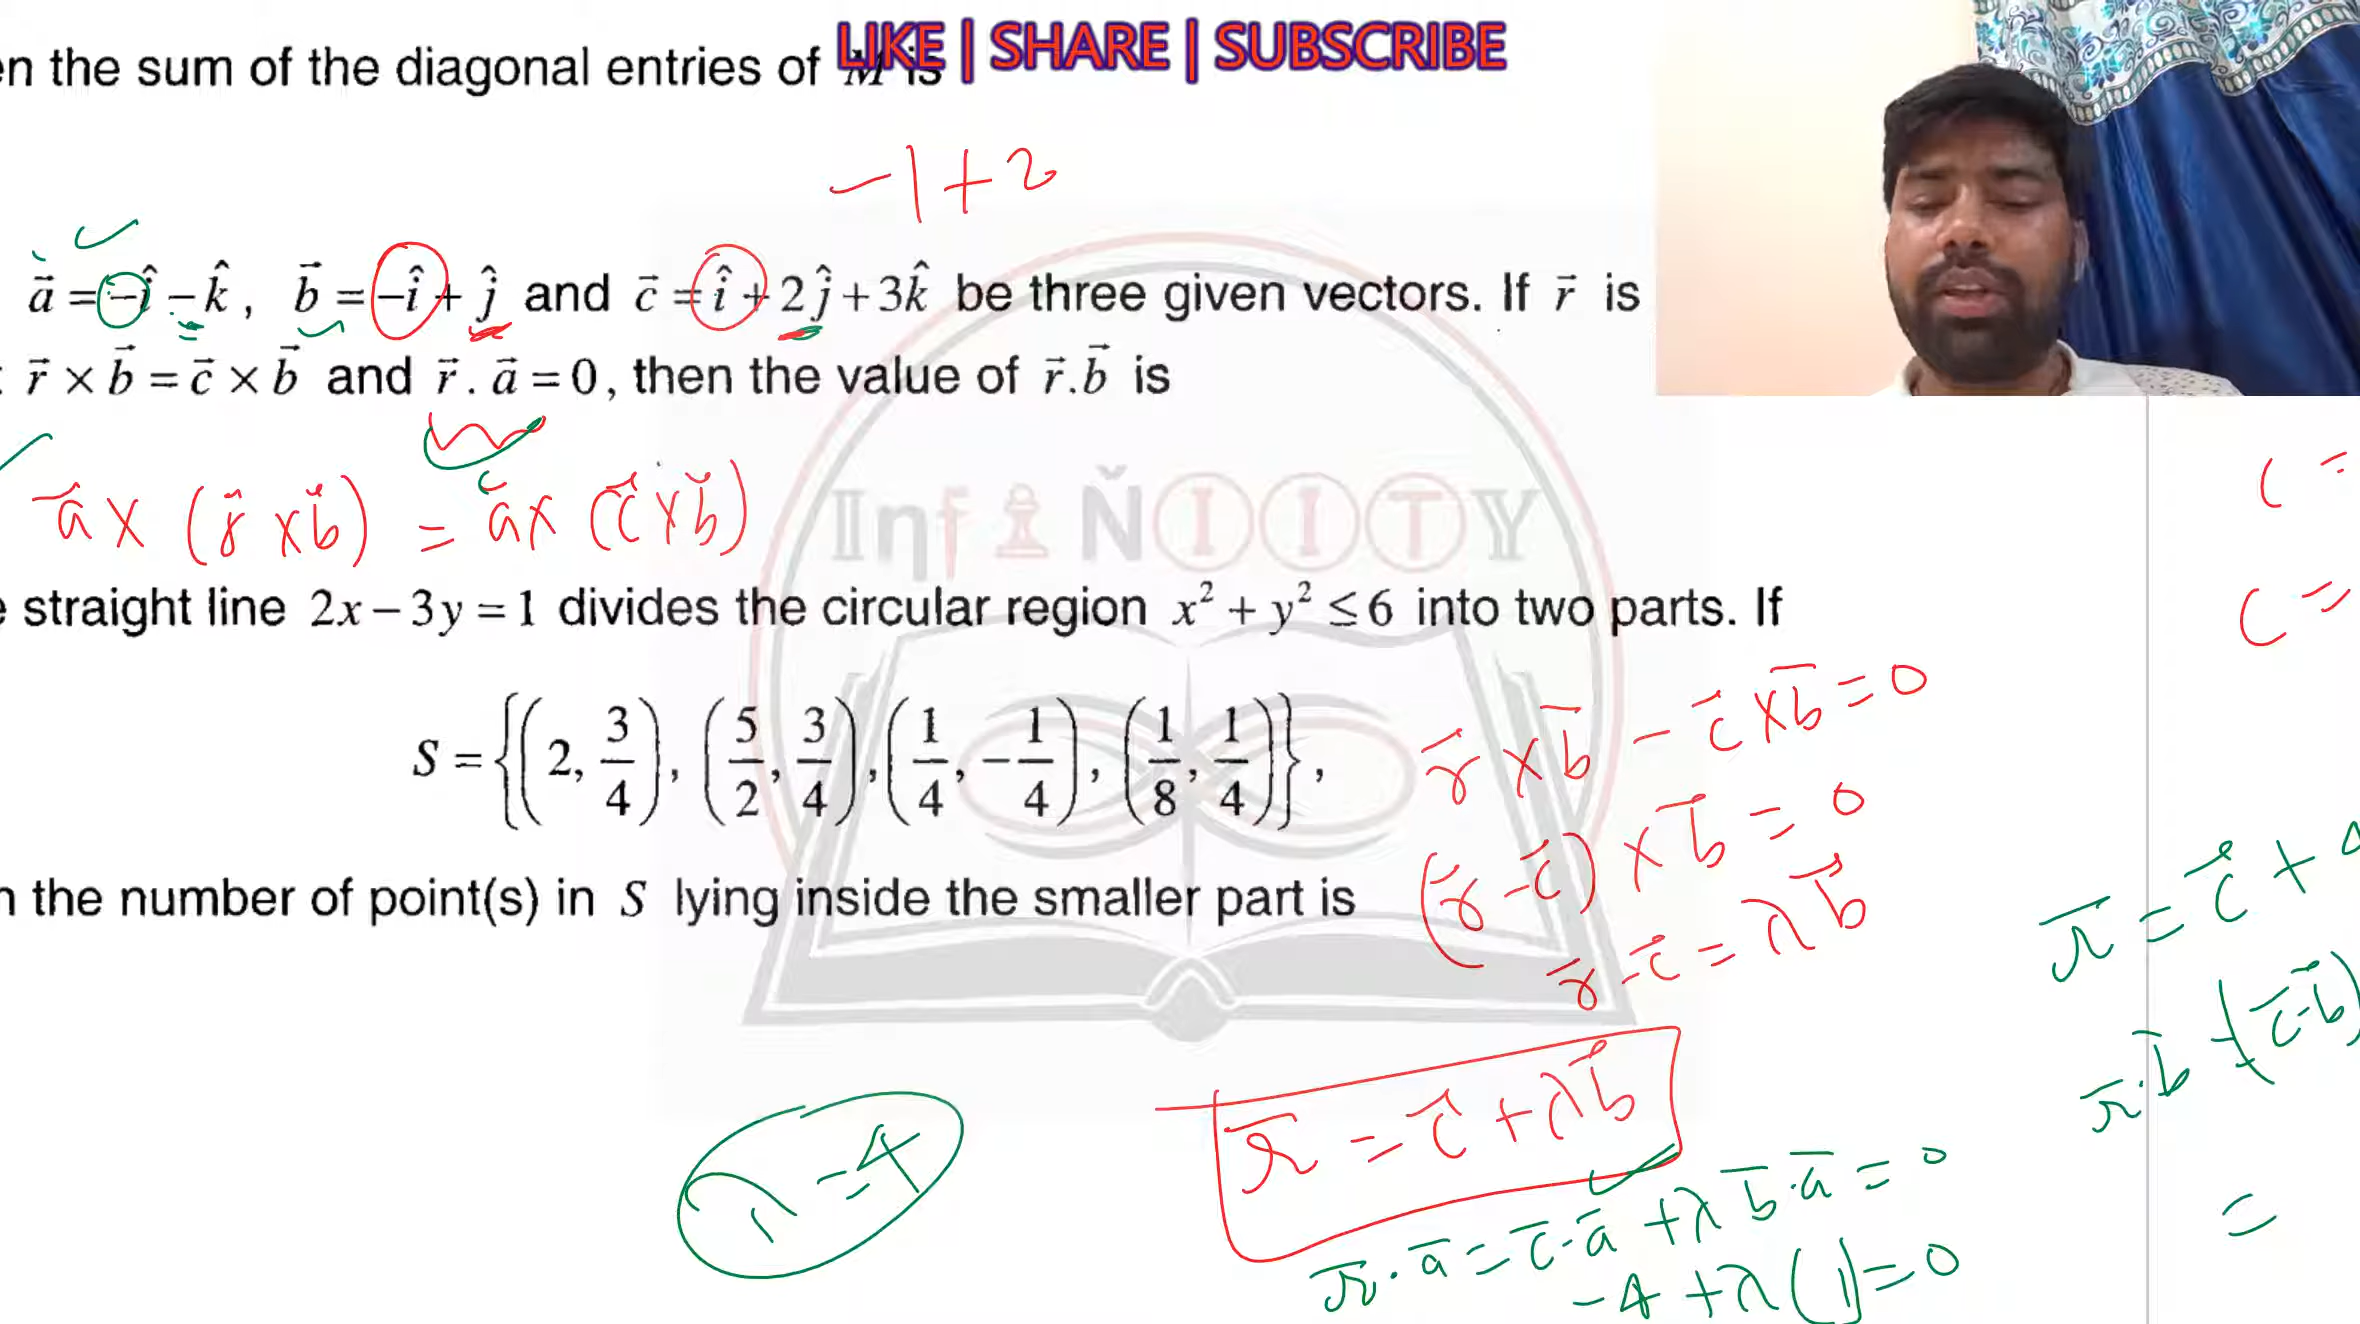 LIKE | SHARE | SUBSCRIBE
en the sum of the diagonal entries of M is
-1+2
a⃗ = -î - k̂, b⃗ = -î + ĵ and c⃗ = î + 2ĵ + 3k̂ be three given vectors. If r⃗ is
: r⃗ × b⃗ = c⃗ × b⃗ and r⃗ . a⃗ = 0, then the value of r⃗.b⃗ is
a⃗ × (r⃗ × b⃗) = a⃗ × (c⃗ × b⃗)
InfiÑIITY
c =
c =
e straight line 2x - 3y = 1 divides the circular region x² + y² ≤ 6 into two parts. If
S = {(2, 3/4), (5/2, 3/4), (1/4, -1/4), (1/8, 1/4)},
r̄ × b̄ - c̄ × b̄ = 0
(r̄ - c̄) × b̄ = 0
n the number of point(s) in S lying inside the smaller part is
r̄ - c̄ = λb⃗
r̄ = c⃗ + 4
r̄ = c⃗ + λb⃗
r̄.b̄ = (c̄.b̄)
λ = 4
r̄.ā = c̄.ā + λ b̄.ā = 0
=
-4 + λ(1) = 0